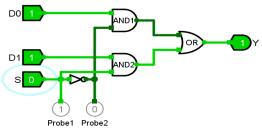 D0 1
AND1
D1 1
AND2
OR
1 Y
S 0
1 0
Probe1 Probe2